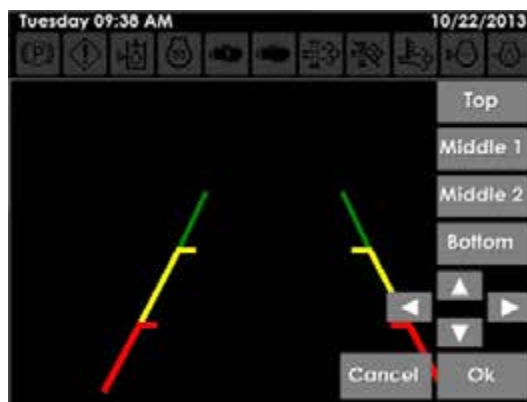 Tuesday 09:38 AM 10/22/2013
(P)
Top
Middle 1
Middle 2
Bottom
Cancel Ok